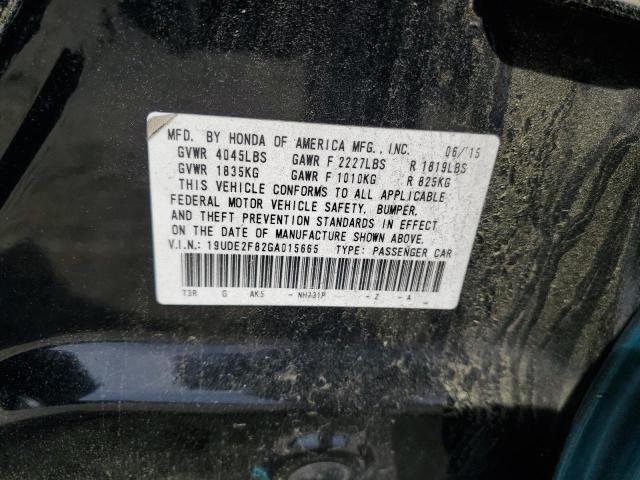 MFD. BY HONDA OF AMERICA MFG., INC. 06/'15
GVWR 4045LBS GAWR F 2227LBS R 1819LBS
GVWR 1835KG GAWR F 1010KG R 825KG
THIS VEHICLE CONFORMS TO ALL APPLICABLE
FEDERAL MOTOR VEHICLE SAFETY, BUMPER,
AND THEFT PREVENTION STANDARDS IN EFFECT
ON THE DATE OF MANUFACTURE SHOWN ABOVE.
V.I.N.: 19UDE2F82GA015665 TYPE: PASSENGER CAR
T3R G AK5 - NH731P - Z - A